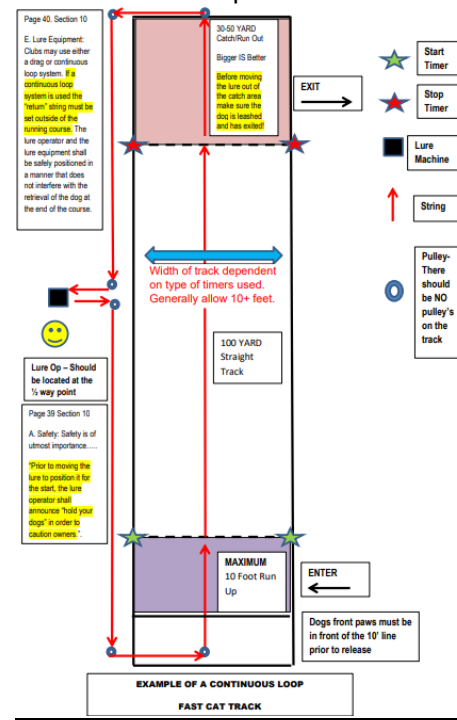 Page 40. Section 10
E. Lure Equipment:
Clubs may use either
a drag or continuous
loop system. If a
continuous loop
system is used the
"return" string must be
set outside of the
running course. The
lure operator and the
lure equipment shall
be safely positioned in
a manner that does
not interfere with the
retrieval of the dog at
the end of the course.
30-50 YARD
Catch/Run Out
Bigger IS Better
Before moving
the lure out of
the catch area
make sure the
dog is leashed
and has exited!
EXIT
Start
Timer
Stop
Timer
Lure
Machine
String
Pulley-
There
should
be NO
pulley's
on the
track
Width of track dependent
on type of timers used.
Generally allow 10+ feet.
100 YARD
Straight
Track
Lure Op – Should
be located at the
½ way point
Page 39 Section 10
A. Safety: Safety is of
utmost importance…..
"Prior to moving the
lure to position it for
the start, the lure
operator shall
announce "hold your
dogs" in order to
caution owners.".
MAXIMUM
10 Foot Run
Up
ENTER
Dogs front paws must be
in front of the 10' line
prior to release
EXAMPLE OF A CONTINUOUS LOOP
FAST CAT TRACK